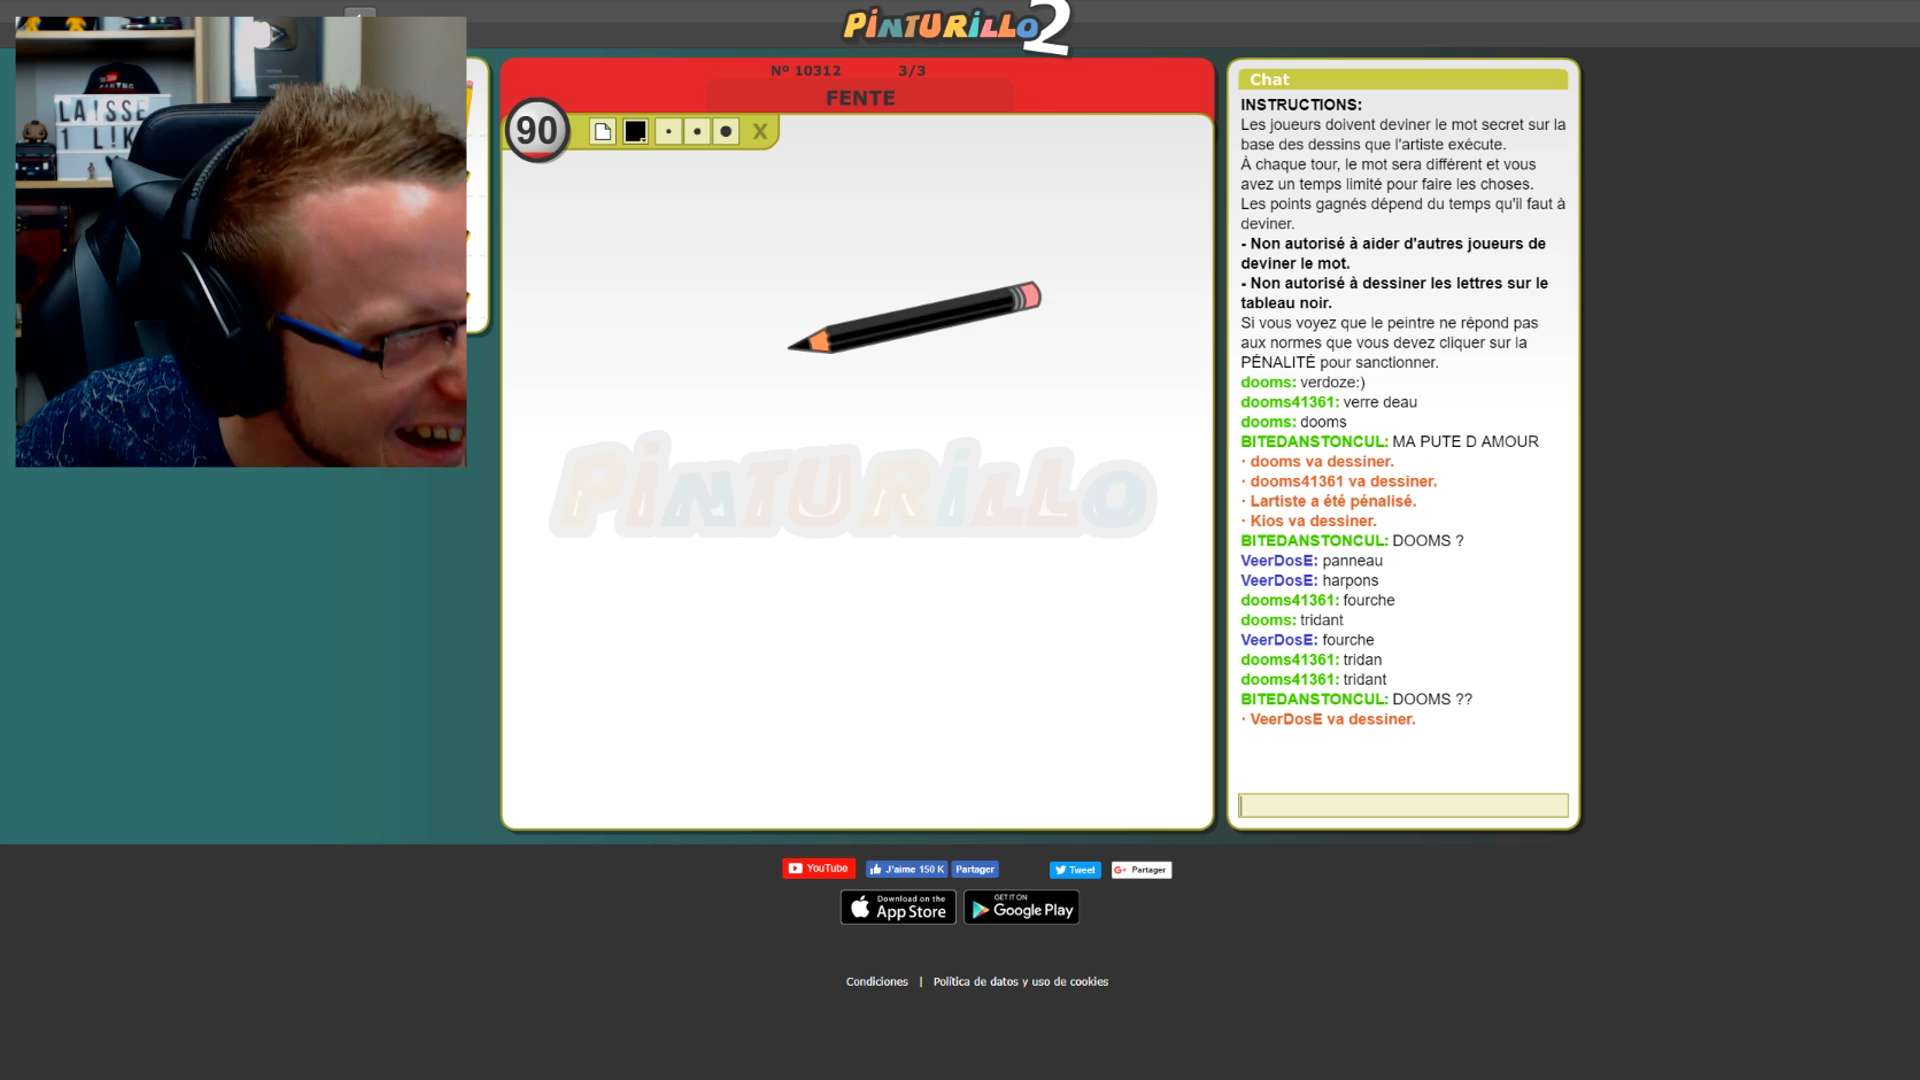 PiNTURiLLO 2
LAISSE
1 L!K
Nº 10312 3/3
FENTE
90
X
PiNTURiLLO
Chat
INSTRUCTIONS:
Les joueurs doivent deviner le mot secret sur la
base des dessins que l'artiste exécute.
À chaque tour, le mot sera différent et vous
avez un temps limité pour faire les choses.
Les points gagnés dépend du temps qu'il faut à
deviner.
- Non autorisé à aider d'autres joueurs de
deviner le mot.
- Non autorisé à dessiner les lettres sur le
tableau noir.
Si vous voyez que le peintre ne répond pas
aux normes que vous devez cliquer sur la
PÉNALITÉ pour sanctionner.
dooms: verdoze:)
dooms41361: verre deau
dooms: dooms
BITEDANSTONCUL: MA PUTE D AMOUR
· dooms va dessiner.
· dooms41361 va dessiner.
· Lartiste a été pénalisé.
· Kios va dessiner.
BITEDANSTONCUL: DOOMS ?
VeerDosE: panneau
VeerDosE: harpons
dooms41361: fourche
dooms: tridant
VeerDosE: fourche
dooms41361: tridan
dooms41361: tridant
BITEDANSTONCUL: DOOMS ??
· VeerDosE va dessiner.
YouTube J'aime 150 K Partager Tweet G+ Partager
Download on the
App Store
GET IT ON
Google Play
Condiciones | Política de datos y uso de cookies